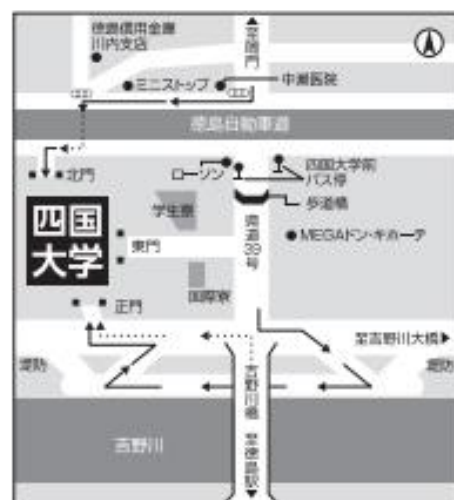 徳島信用金庫
川内支店
至鳴門
ミニストップ
中瀬医院
徳島自動車道
北門
ローソン
四国大学前
バス停
学生寮
歩道橋
四国
大学
東門
県道39号
MEGAドン・キホーテ
国際寮
正門
至吉野川大橋
堤防
堤防
吉野川橋
吉野川
至徳島駅